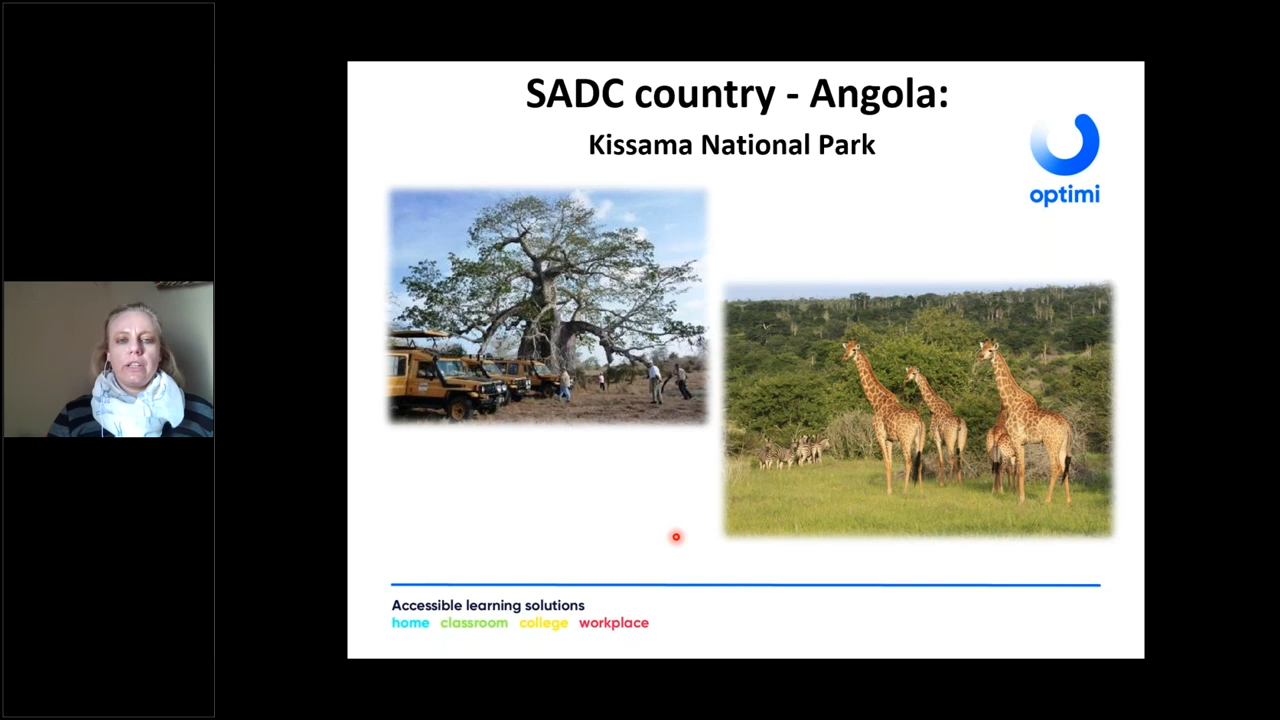 SADC country - Angola:
Kissama National Park
optimi
Accessible learning solutions
home classroom college workplace